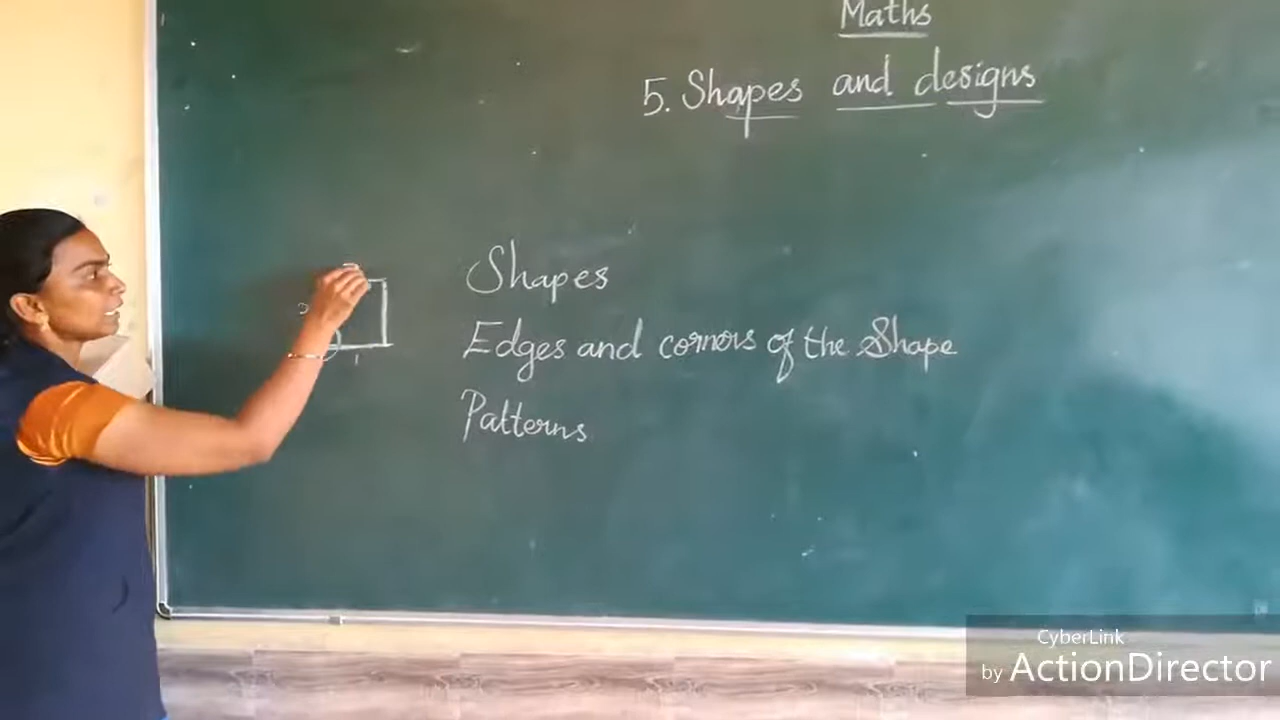 Maths
5. Shapes and designs
Shapes
Edges and corners of the Shape
Patterns
CyberLink
by ActionDirector